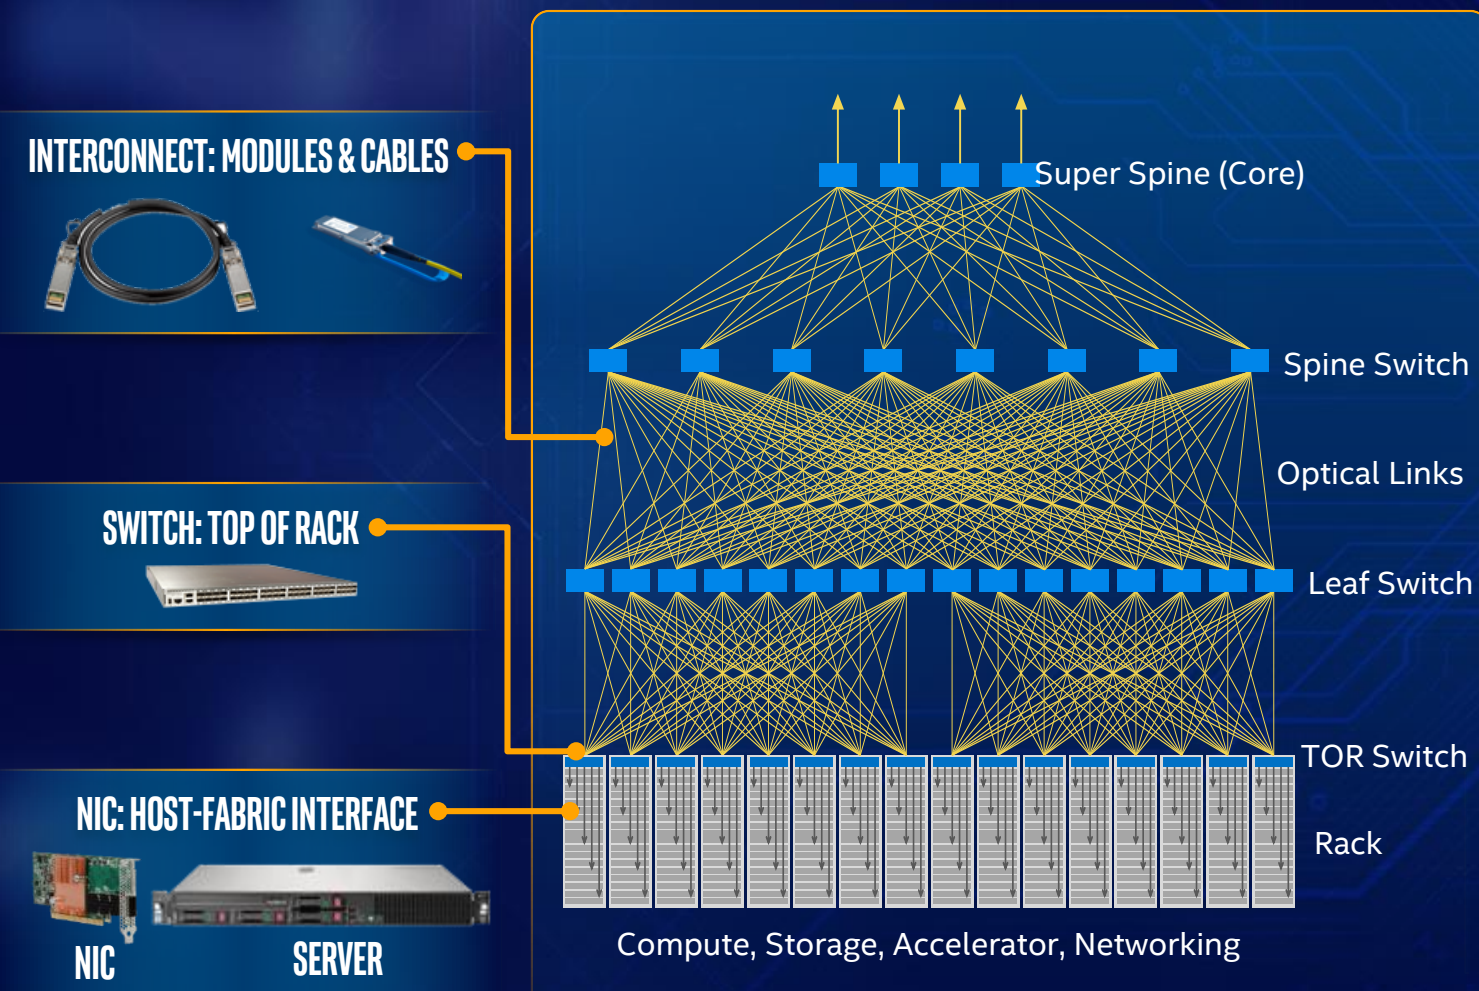 INTERCONNECT: MODULES & CABLES
SWITCH: TOP OF RACK
NIC: HOST-FABRIC INTERFACE
NIC
SERVER
Super Spine (Core)
Spine Switch
Optical Links
Leaf Switch
TOR Switch
Rack
Compute, Storage, Accelerator, Networking